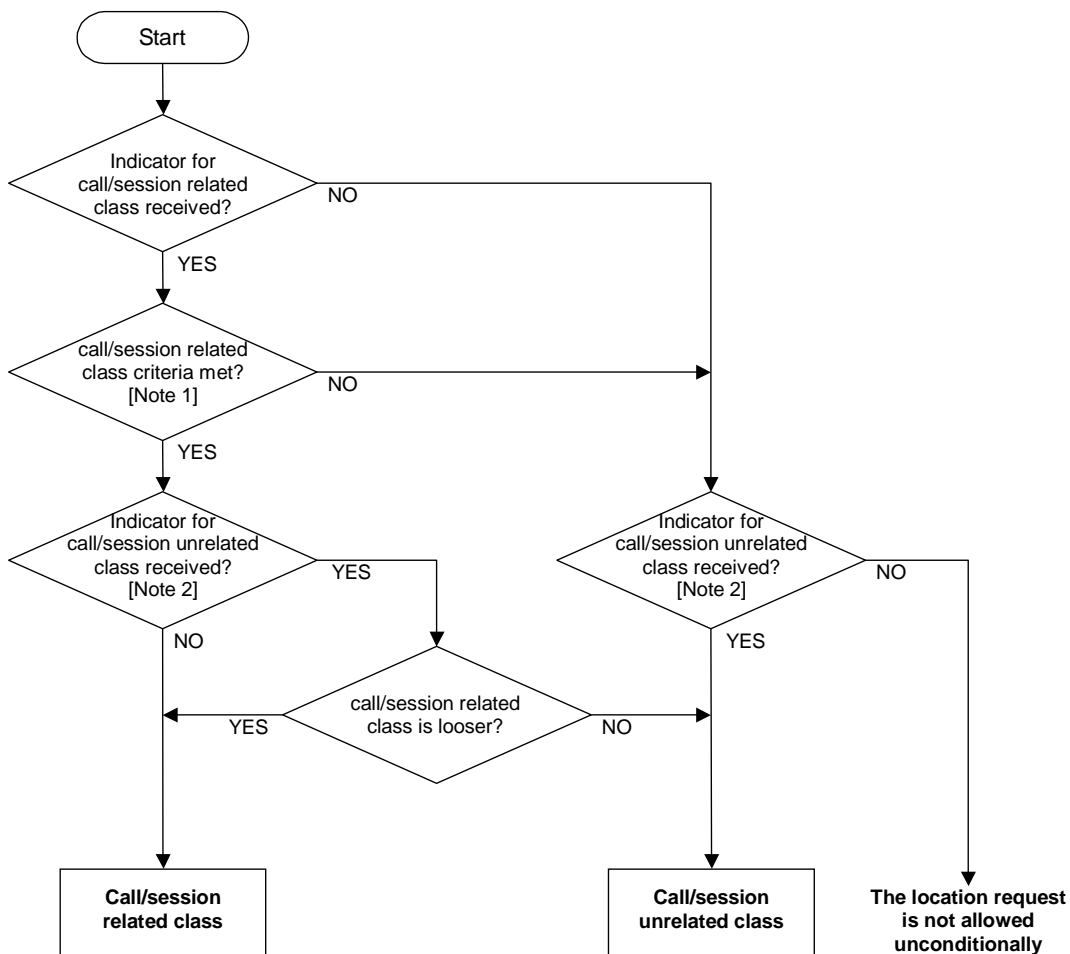 Start
Indicator for
call/session related
class received?
NO
YES
call/session related
class criteria met?
[Note 1]
NO
YES
Indicator for
call/session unrelated
class received?
[Note 2]
YES
NO
Indicator for
call/session unrelated
class received?
[Note 2]
NO
YES
call/session related
class is looser?
YES
NO
Call/session
related class
Call/session
unrelated class
The location request
is not allowed
unconditionally